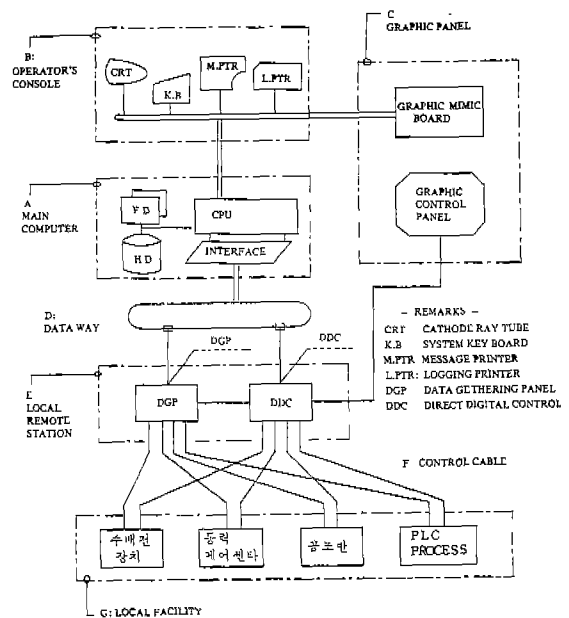 C
GRAPHIC PANEL
B:
OPERATOR'S
CONSOLE
CRT
K.B
M.PTR
L.PTR
GRAPHIC MIMIC
BOARD
A
MAIN
COMPUTER
F D
H D
CPU
INTERFACE
GRAPHIC
CONTROL
PANEL
D:
DATA WAY
DGP
DDC
– REMARKS –
CRT CATHODE RAY TUBE
K.B SYSTEM KEY BOARD
M.PTR MESSAGE PRINTER
L.PTR: LOGGING PRINTER
DGP DATA GETHERING PANEL
DDC DIRECT DIGITAL CONTROL
E
LOCAL
REMOTE
STATION
DGP
DDC
F CONTROL CABLE
수배전
장치
동력
제어센타
공조반
PLC
PROCESS
G: LOCAL FACILITY